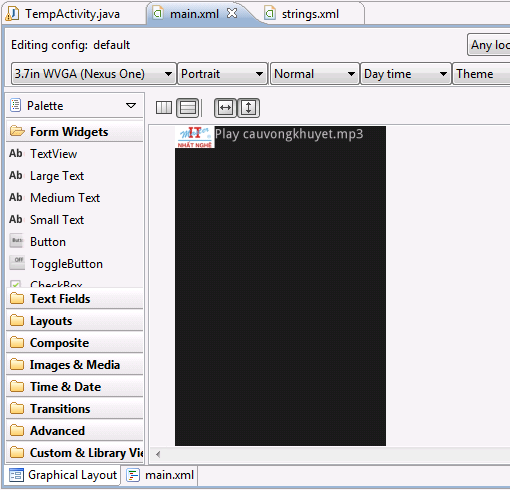 TempActivity.java main.xml strings.xml
Editing config: default
Any loc
3.7in WVGA (Nexus One) Portrait Normal Day time Theme
Palette
Form Widgets
Ab TextView
Ab Large Text
Ab Medium Text
Ab Small Text
Button
OFF ToggleButton
CheckBox
Text Fields
Layouts
Composite
Images & Media
Time & Date
Transitions
Advanced
Custom & Library Vie
IT
NHẤT NGHỆ
Play cauvongkhuyet.mp3
Graphical Layout main.xml